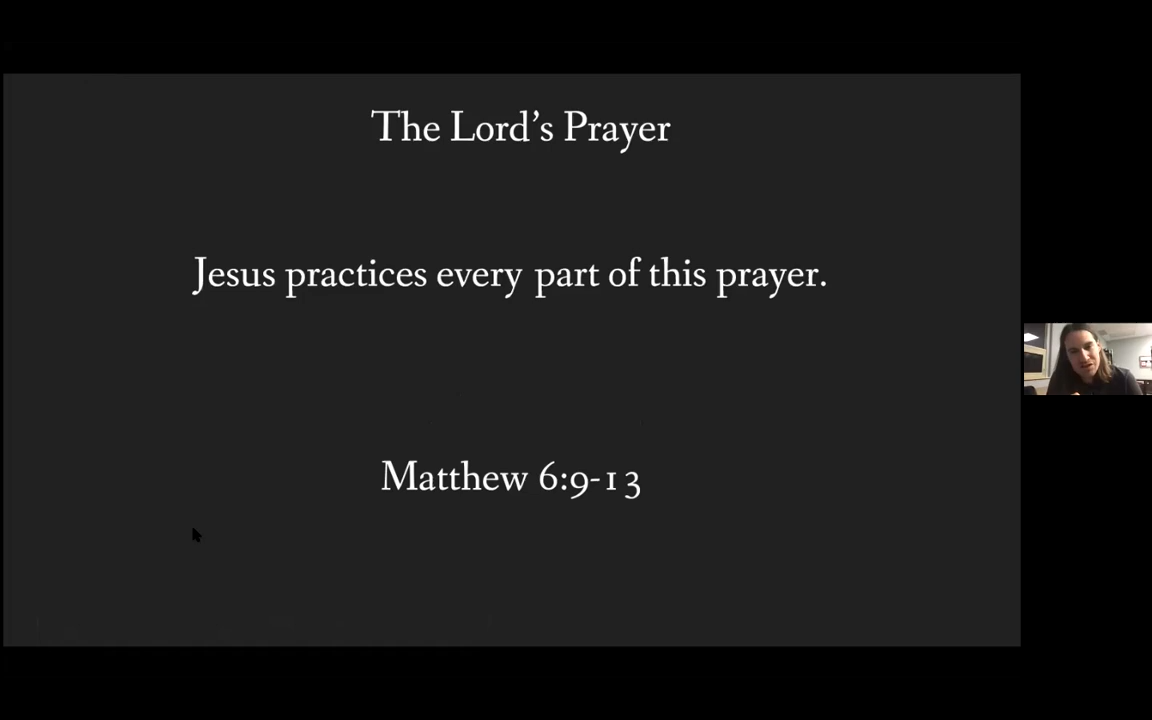 The Lord’s Prayer
Jesus practices every part of this prayer.
Matthew 6:9-13